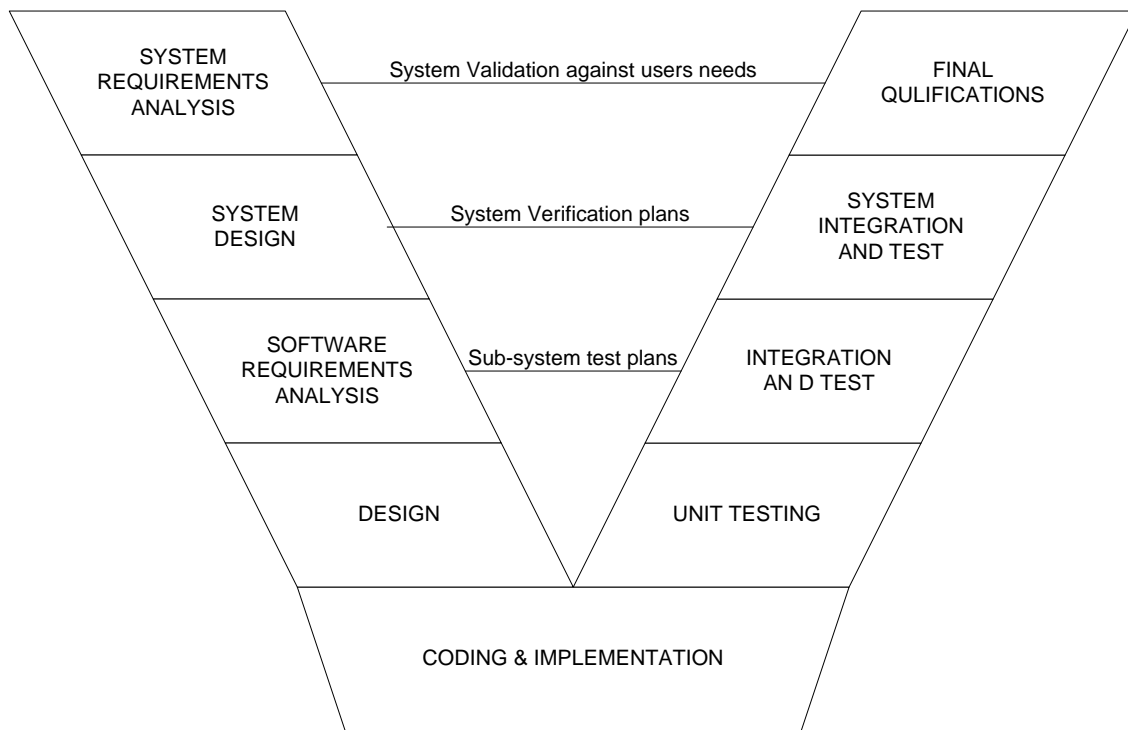 SYSTEM
REQUIREMENTS
ANALYSIS
System Validation against users needs
FINAL
QULIFICATIONS
SYSTEM
DESIGN
System Verification plans
SYSTEM
INTEGRATION
AND TEST
SOFTWARE
REQUIREMENTS
ANALYSIS
Sub-system test plans
INTEGRATION
AN D TEST
DESIGN
UNIT TESTING
CODING & IMPLEMENTATION